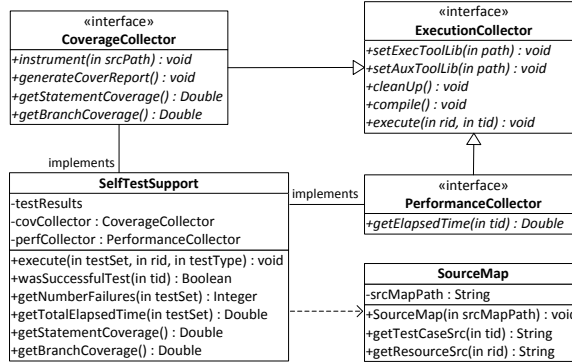 «interface»
CoverageCollector
+instrument(in srcPath) : void
+generateCoverReport() : void
+getStatementCoverage() : Double
+getBranchCoverage() : Double
«interface»
ExecutionCollector
+setExecToolLib(in path) : void
+setAuxToolLib(in path) : void
+cleanUp() : void
+compile() : void
+execute(in rid, in tid) : void
implements
SelfTestSupport
-testResults
-covCollector : CoverageCollector
-perfCollector : PerformanceCollector
+execute(in testSet, in rid, in testType) : void
+wasSuccessfulTest(in tid) : Boolean
+getNumberFailures(in testSet) : Integer
+getTotalElapsedTime(in testSet) : Double
+getStatementCoverage() : Double
+getBranchCoverage() : Double
implements
«interface»
PerformanceCollector
+getElapsedTime(in tid) : Double
SourceMap
-srcMapPath : String
+SourceMap(in srcMapPath) : void
+getTestCaseSrc(in tid) : String
+getResourceSrc(in rid) : String